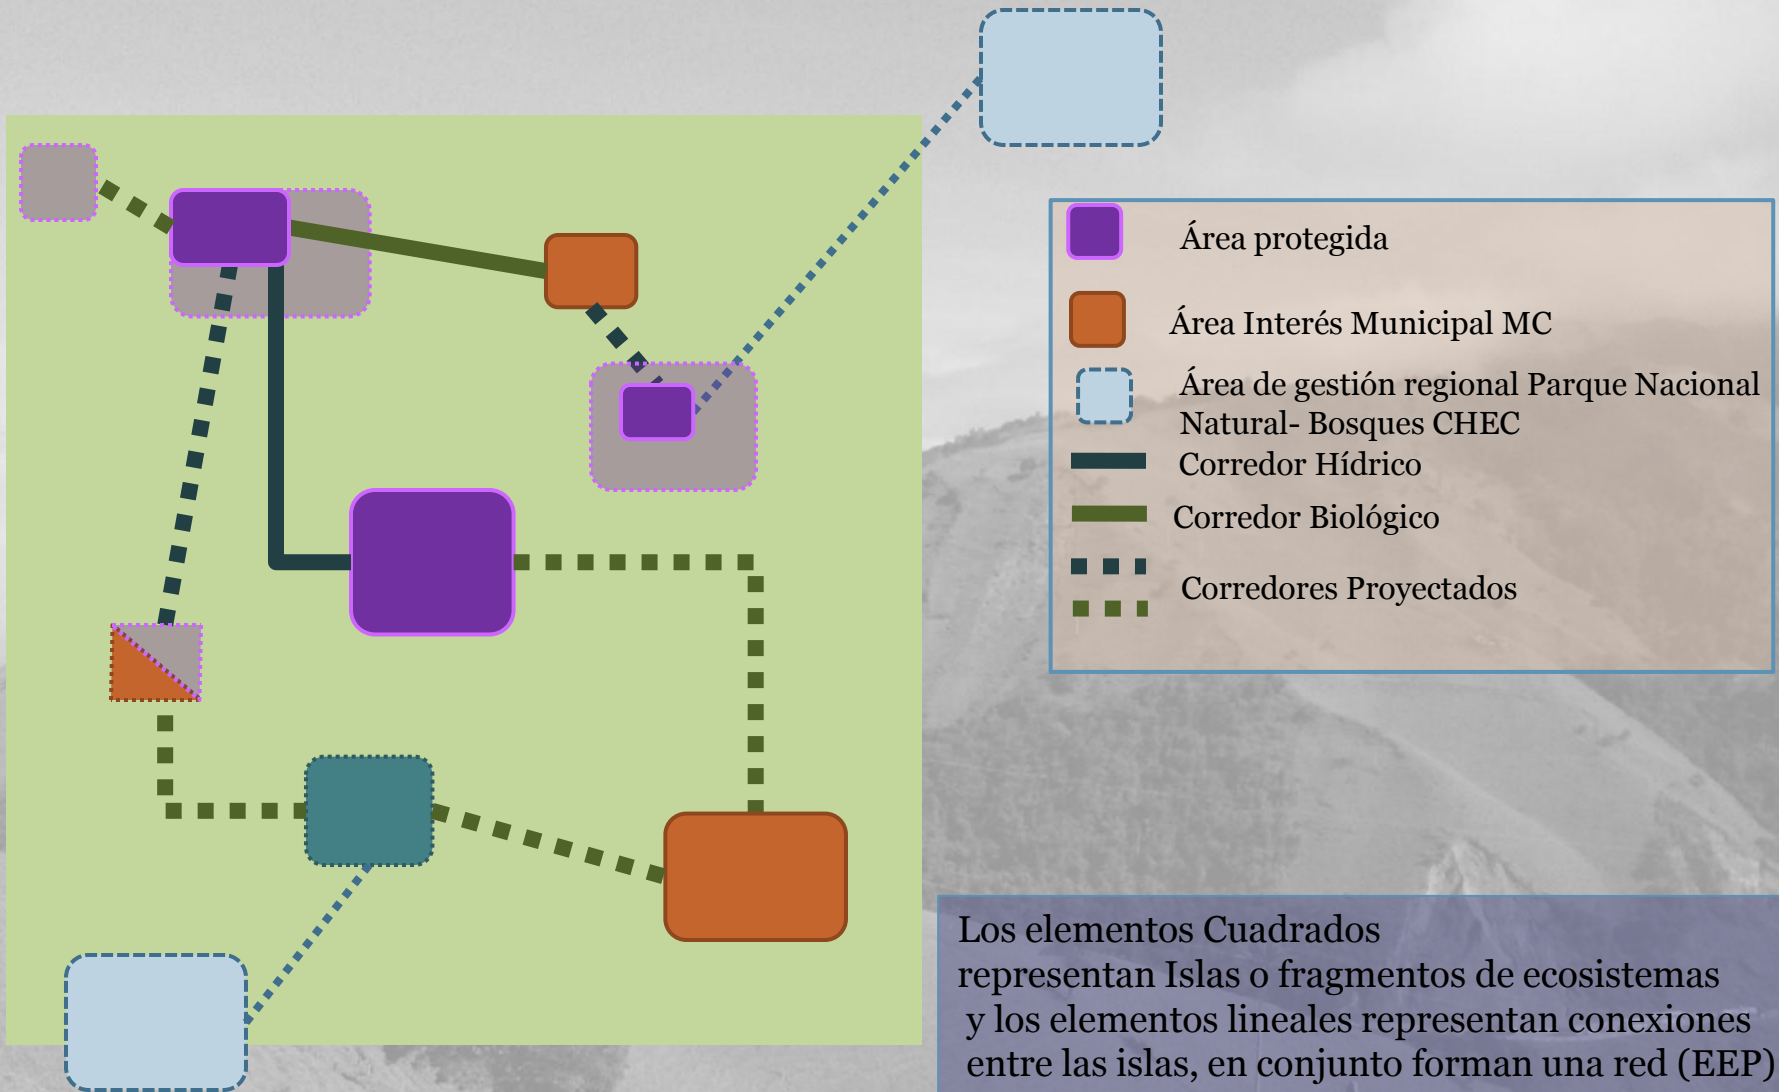 Área protegida
Área Interés Municipal MC
Área de gestión regional Parque Nacional
Natural- Bosques CHEC
Corredor Hídrico
Corredor Biológico
Corredores Proyectados
Los elementos Cuadrados
representan Islas o fragmentos de ecosistemas
y los elementos lineales representan conexiones
entre las islas, en conjunto forman una red (EEP)